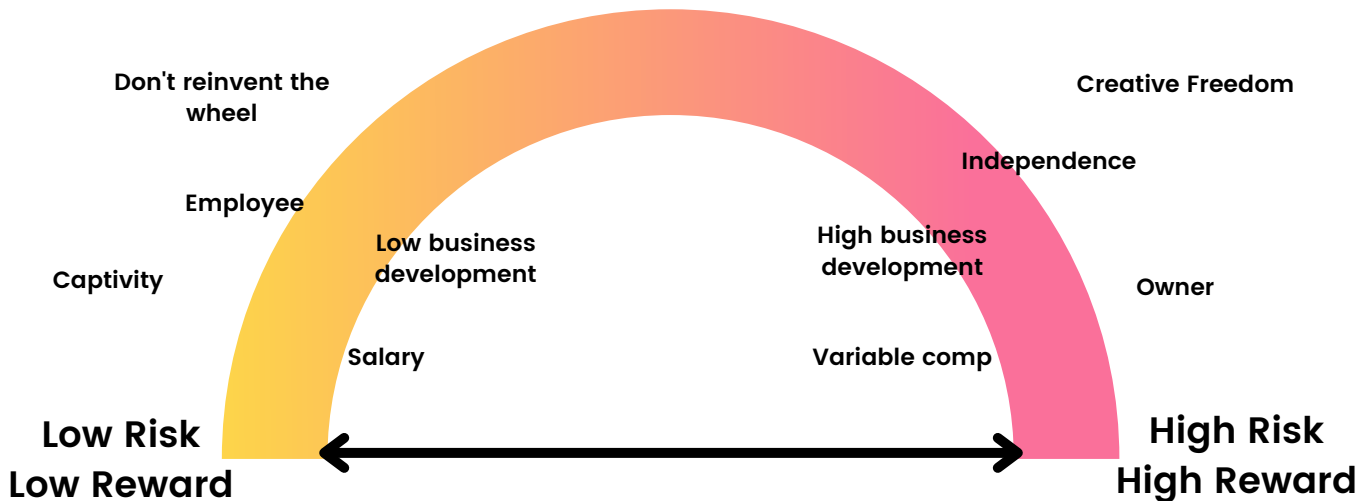 Don't reinvent the
wheel
Creative Freedom
Independence
Employee
Low business
development
High business
development
Captivity
Owner
Salary
Variable comp
Low Risk
Low Reward
High Risk
High Reward